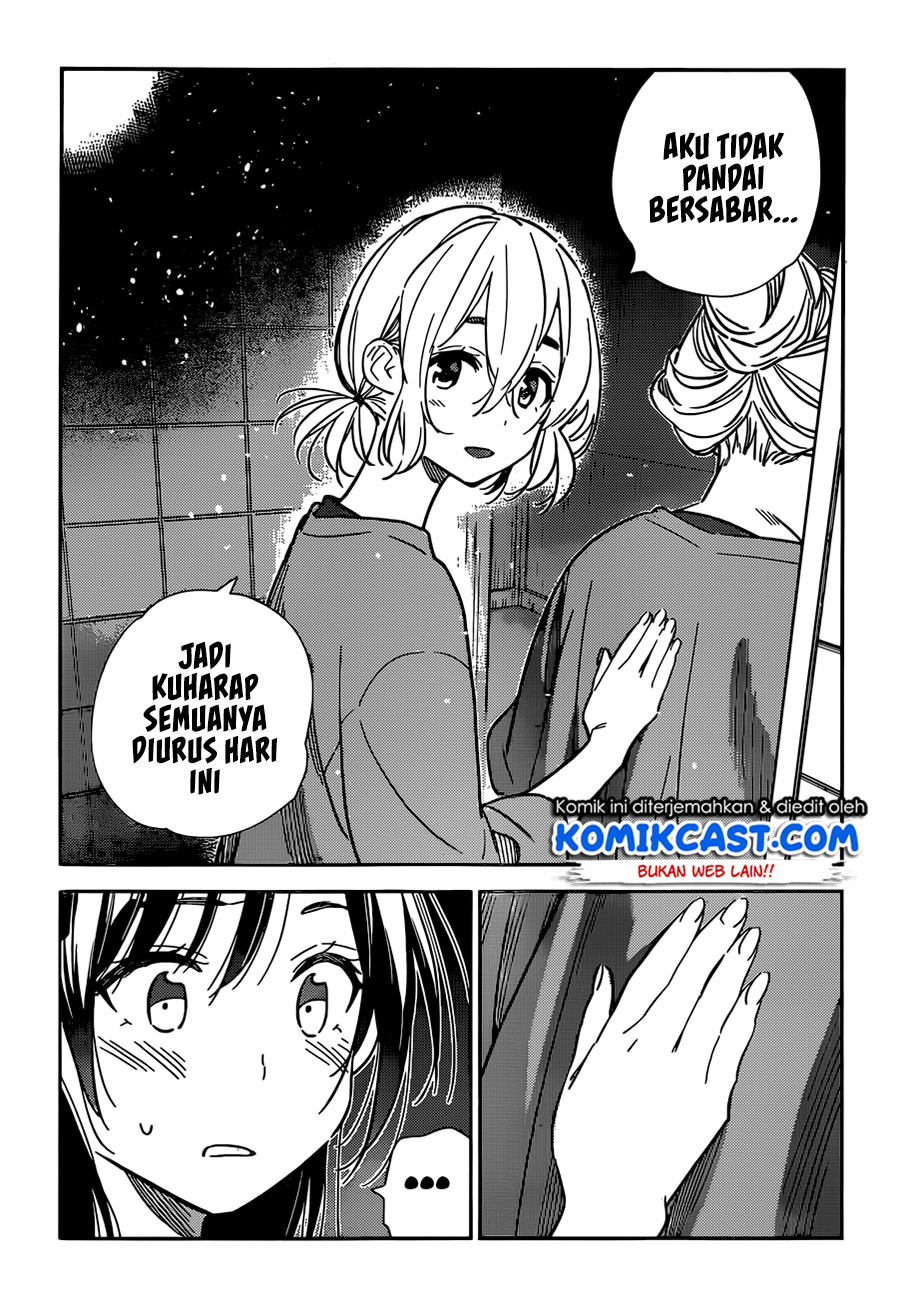 AKU TIDAK
PANDAI
BERSABAR...
JADI
KUHARAP
SEMUANYA
DIURUS HARI
INI
Komik ini diterjemahkan & diedit oleh
KOMIKCAST.COM
BUKAN WEB LAIN!!
...